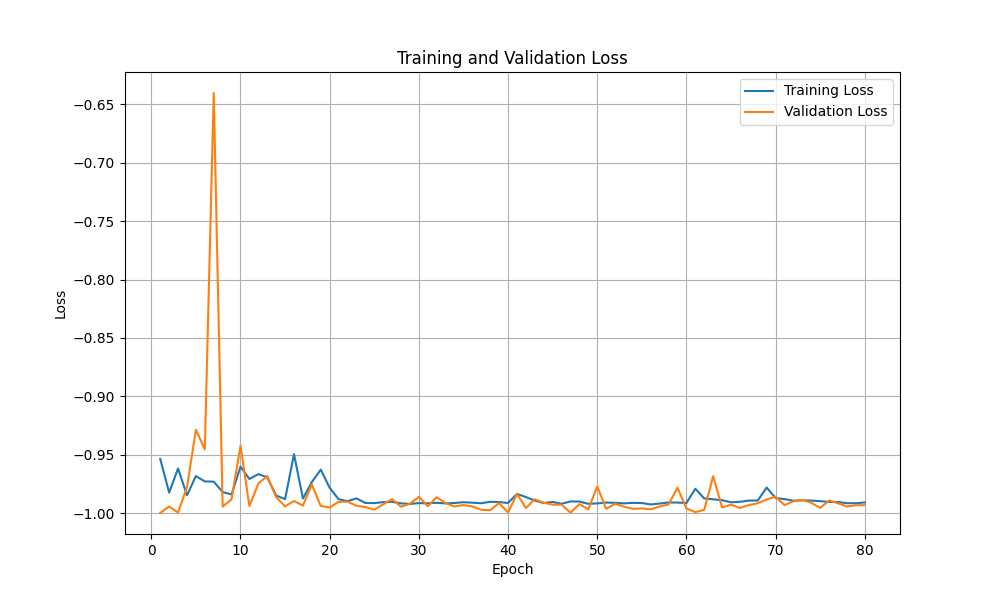 Training and Validation Loss
Training Loss
Validation Loss
−0.65
−0.70
−0.75
−0.80
−0.85
−0.90
−0.95
−1.00
Loss
0 10 20 30 40 50 60 70 80
Epoch